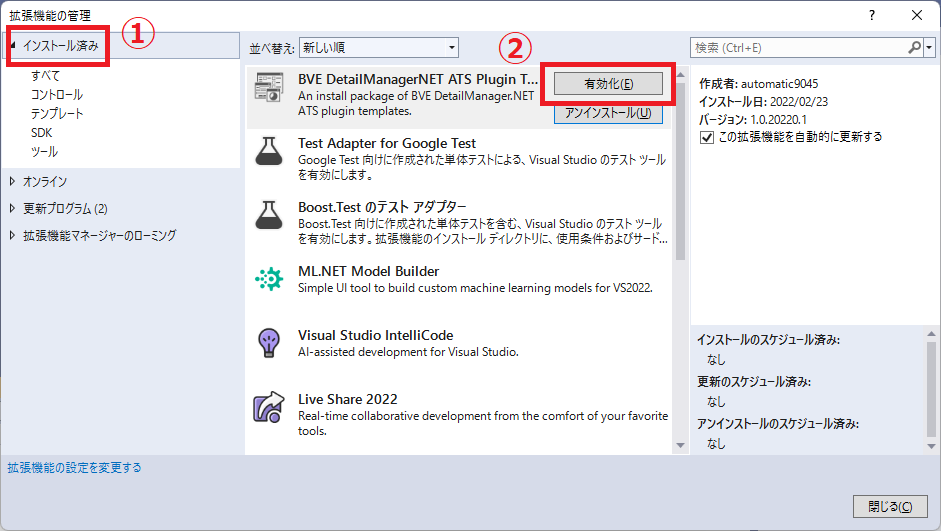 拡張機能の管理
?
①
インストール済み
すべて
コントロール
テンプレート
SDK
ツール
オンライン
更新プログラム (2)
拡張機能マネージャーのローミング
並べ替え: 新しい順
②
BVE DetailManagerNET ATS Plugin T...
An install package of BVE DetailManager.NET
ATS plugin templates.
有効化(E)
アンインストール(U)
Test Adapter for Google Test
Google Test 向けに作成された単体テストによる、Visual Studio のテスト ツール
を有効にします。
Boost.Test のテスト アダプター
Boost.Test 向けに作成された単体テストを含む、Visual Studio のテスト ツール
を有効にします。拡張機能のインストール ディレクトリに、使用条件およびサード...
ML.NET Model Builder
Simple UI tool to build custom machine learning models for VS2022.
Visual Studio IntelliCode
AI-assisted development for Visual Studio.
Live Share 2022
Real-time collaborative development from the comfort of your favorite
tools.
検索 (Ctrl+E)
作成者: automatic9045
インストール日: 2022/02/23
バージョン: 1.0.20220.1
この拡張機能を自動的に更新する
インストールのスケジュール済み:
なし
更新のスケジュール済み:
なし
アンインストールのスケジュール済み:
なし
拡張機能の設定を変更する
閉じる(C)